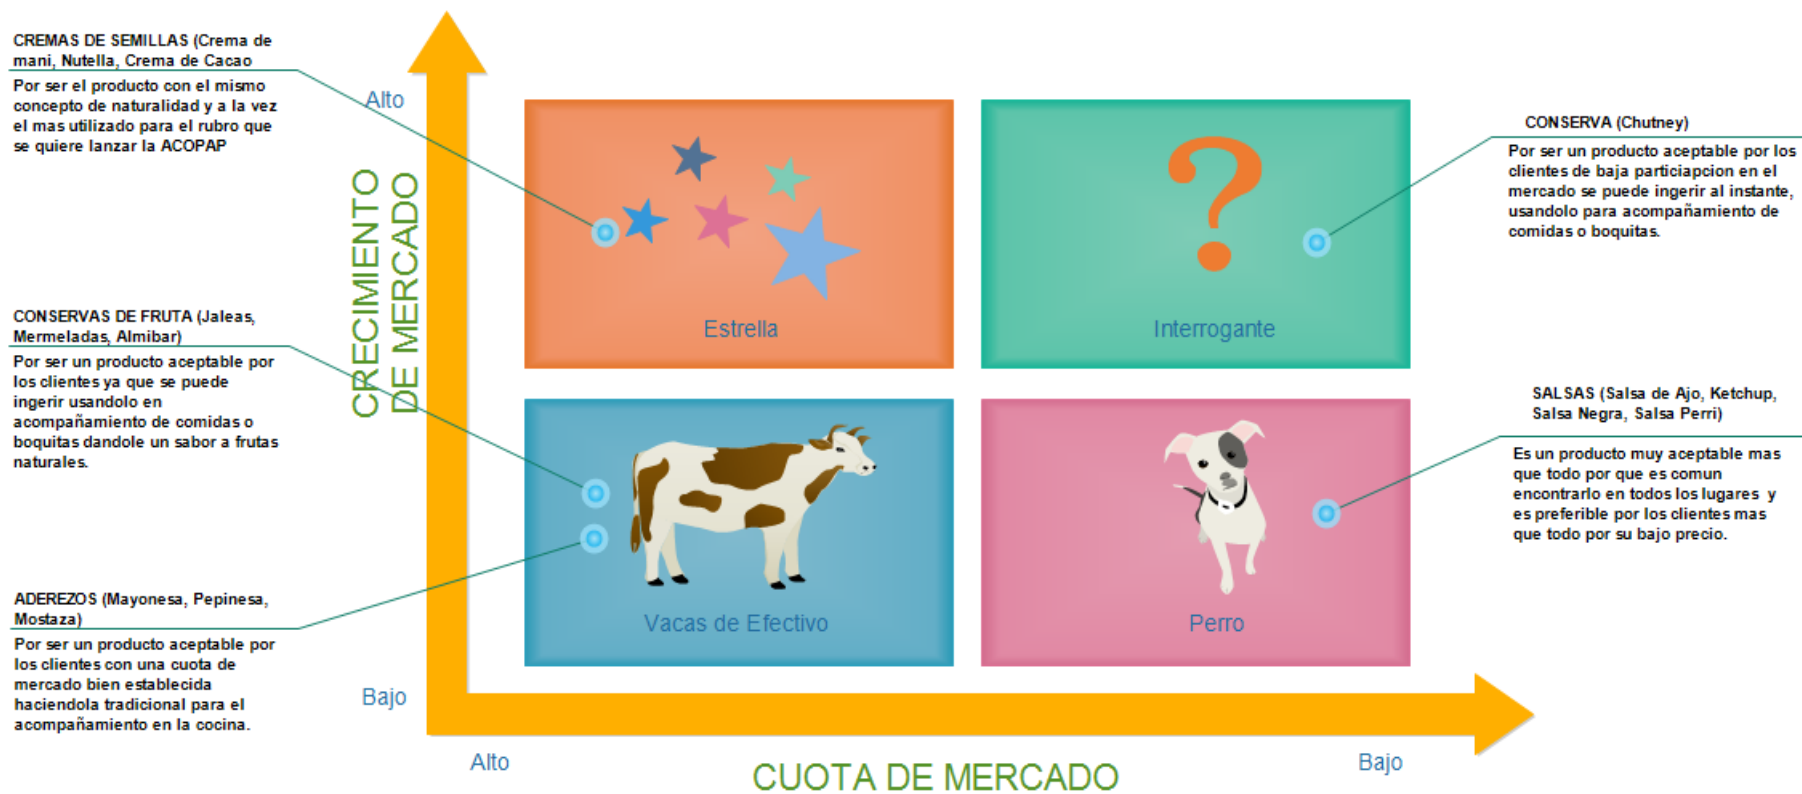 CREMAS DE SEMILLAS (Crema de
mani, Nutella, Crema de Cacao
Por ser el producto con el mismo
concepto de naturalidad y a la vez
el mas utilizado para el rubro que
se quiere lanzar la ACOPAP
CONSERVAS DE FRUTA (Jaleas,
Mermeladas, Almibar)
Por ser un producto aceptable por
los clientes ya que se puede
ingerir usandolo en
acompañamiento de comidas o
boquitas dandole un sabor a frutas
naturales.
ADEREZOS (Mayonesa, Pepinesa,
Mostaza)
Por ser un producto aceptable por
los clientes con una cuota de
mercado bien establecida
haciendola tradicional para el
acompañamiento en la cocina.
Alto
CRECIMIENTO
DE MERCADO
Bajo
Estrella
Interrogante
Vacas de Efectivo
Perro
Alto
CUOTA DE MERCADO
Bajo
CONSERVA (Chutney)
Por ser un producto aceptable por los
clientes de baja particiapcion en el
mercado se puede ingerir al instante,
usandolo para acompañamiento de
comidas o boquitas.
SALSAS (Salsa de Ajo, Ketchup,
Salsa Negra, Salsa Perri)
Es un producto muy aceptable mas
que todo por que es comun
encontrarlo en todos los lugares y
es preferible por los clientes mas
que todo por su bajo precio.